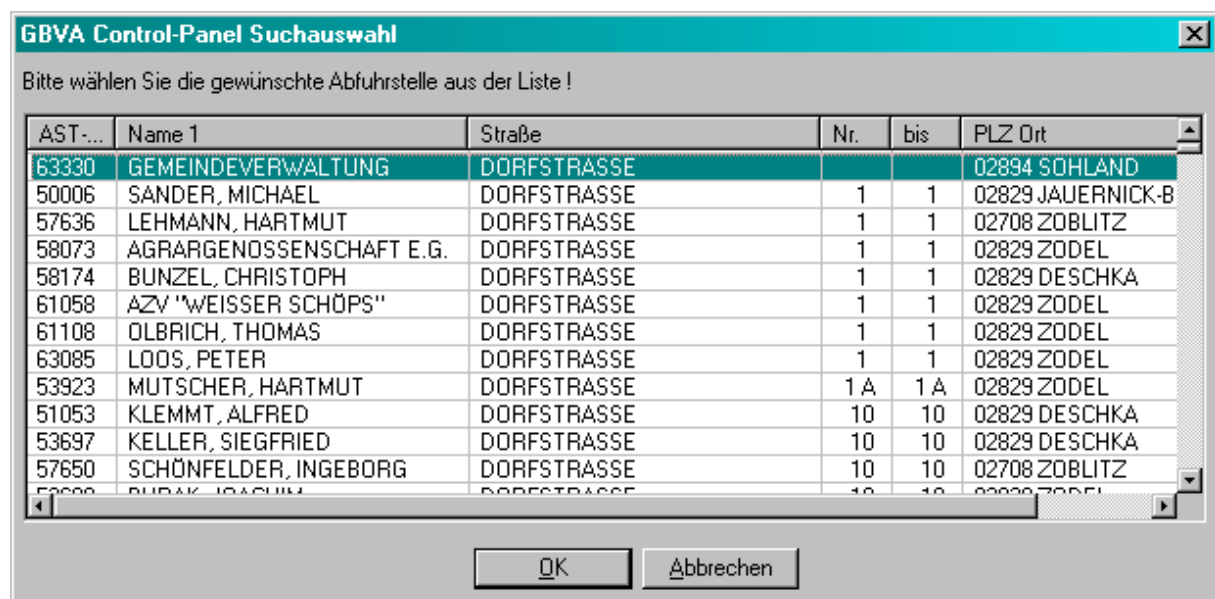 GBVA Control-Panel Suchauswahl
Bitte wählen Sie die gewünschte Abfuhrstelle aus der Liste !
AST-... Name 1 Straße Nr. bis PLZ Ort
63330 GEMEINDEVERWALTUNG DORFSTRASSE 02894 SOHLAND
50006 SANDER, MICHAEL DORFSTRASSE 1 1 02829 JAUERNICK-B
57636 LEHMANN, HARTMUT DORFSTRASSE 1 1 02708 ZOBLITZ
58073 AGRARGENOSSENSCHAFT E.G. DORFSTRASSE 1 1 02829 ZODEL
58174 BUNZEL, CHRISTOPH DORFSTRASSE 1 1 02829 DESCHKA
61058 AZV "WEISSER SCHÖPS" DORFSTRASSE 1 1 02829 ZODEL
61108 OLBRICH, THOMAS DORFSTRASSE 1 1 02829 ZODEL
63085 LOOS, PETER DORFSTRASSE 1 1 02829 ZODEL
53923 MUTSCHER, HARTMUT DORFSTRASSE 1 A 1 A 02829 ZODEL
51053 KLEMMT, ALFRED DORFSTRASSE 10 10 02829 DESCHKA
53697 KELLER, SIEGFRIED DORFSTRASSE 10 10 02829 DESCHKA
57650 SCHÖNFELDER, INGEBORG DORFSTRASSE 10 10 02708 ZOBLITZ
DORFSTRASSE 10 10 02829 ZODEL
OK Abbrechen